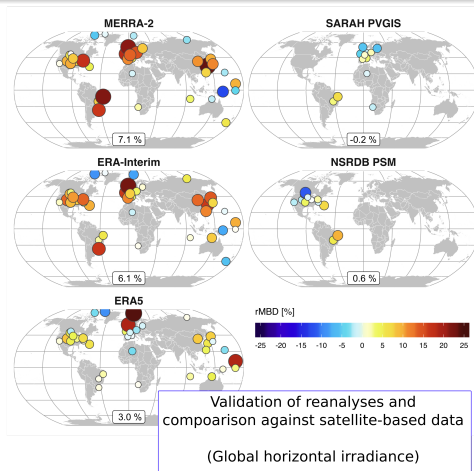 MERRA-2
SARAH PVGIS
7.1 %
-0.2 %
ERA-Interim
NSRDB PSM
6.1 %
0.6 %
ERA5
rMBD [%]
-25 -20 -15 -10 -5 0 5 10 15 20 25
3.0 %
Validation of reanalyses and
comparison against satellite-based data
(Global horizontal irradiance)